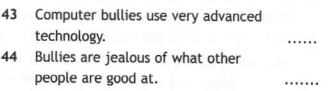 43 Computer bullies use very advanced
technology. ......
44 Bullies are jealous of what other
people are good at. .......